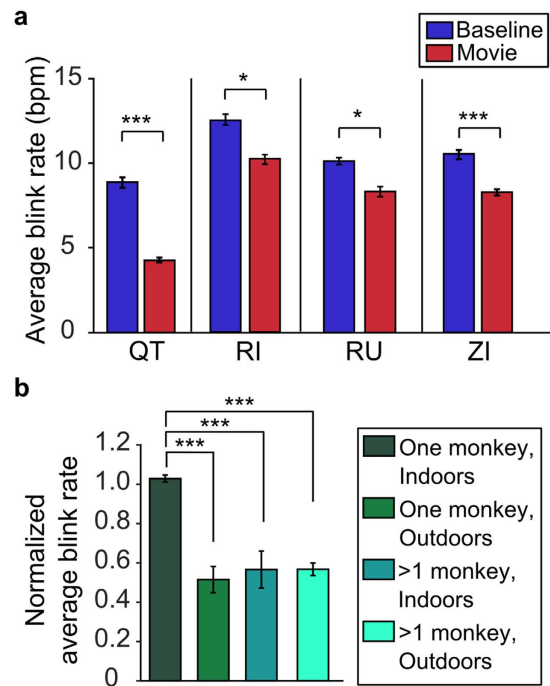 a
Baseline
Movie
Average blink rate (bpm)
15
10
5
0
***
*
*
***
QT RI RU ZI
b
Normalized
average blink rate
1.2
1.0
0.8
0.6
0.4
0.2
0
***
***
***
One monkey,
Indoors
One monkey,
Outdoors
>1 monkey,
Indoors
>1 monkey,
Outdoors